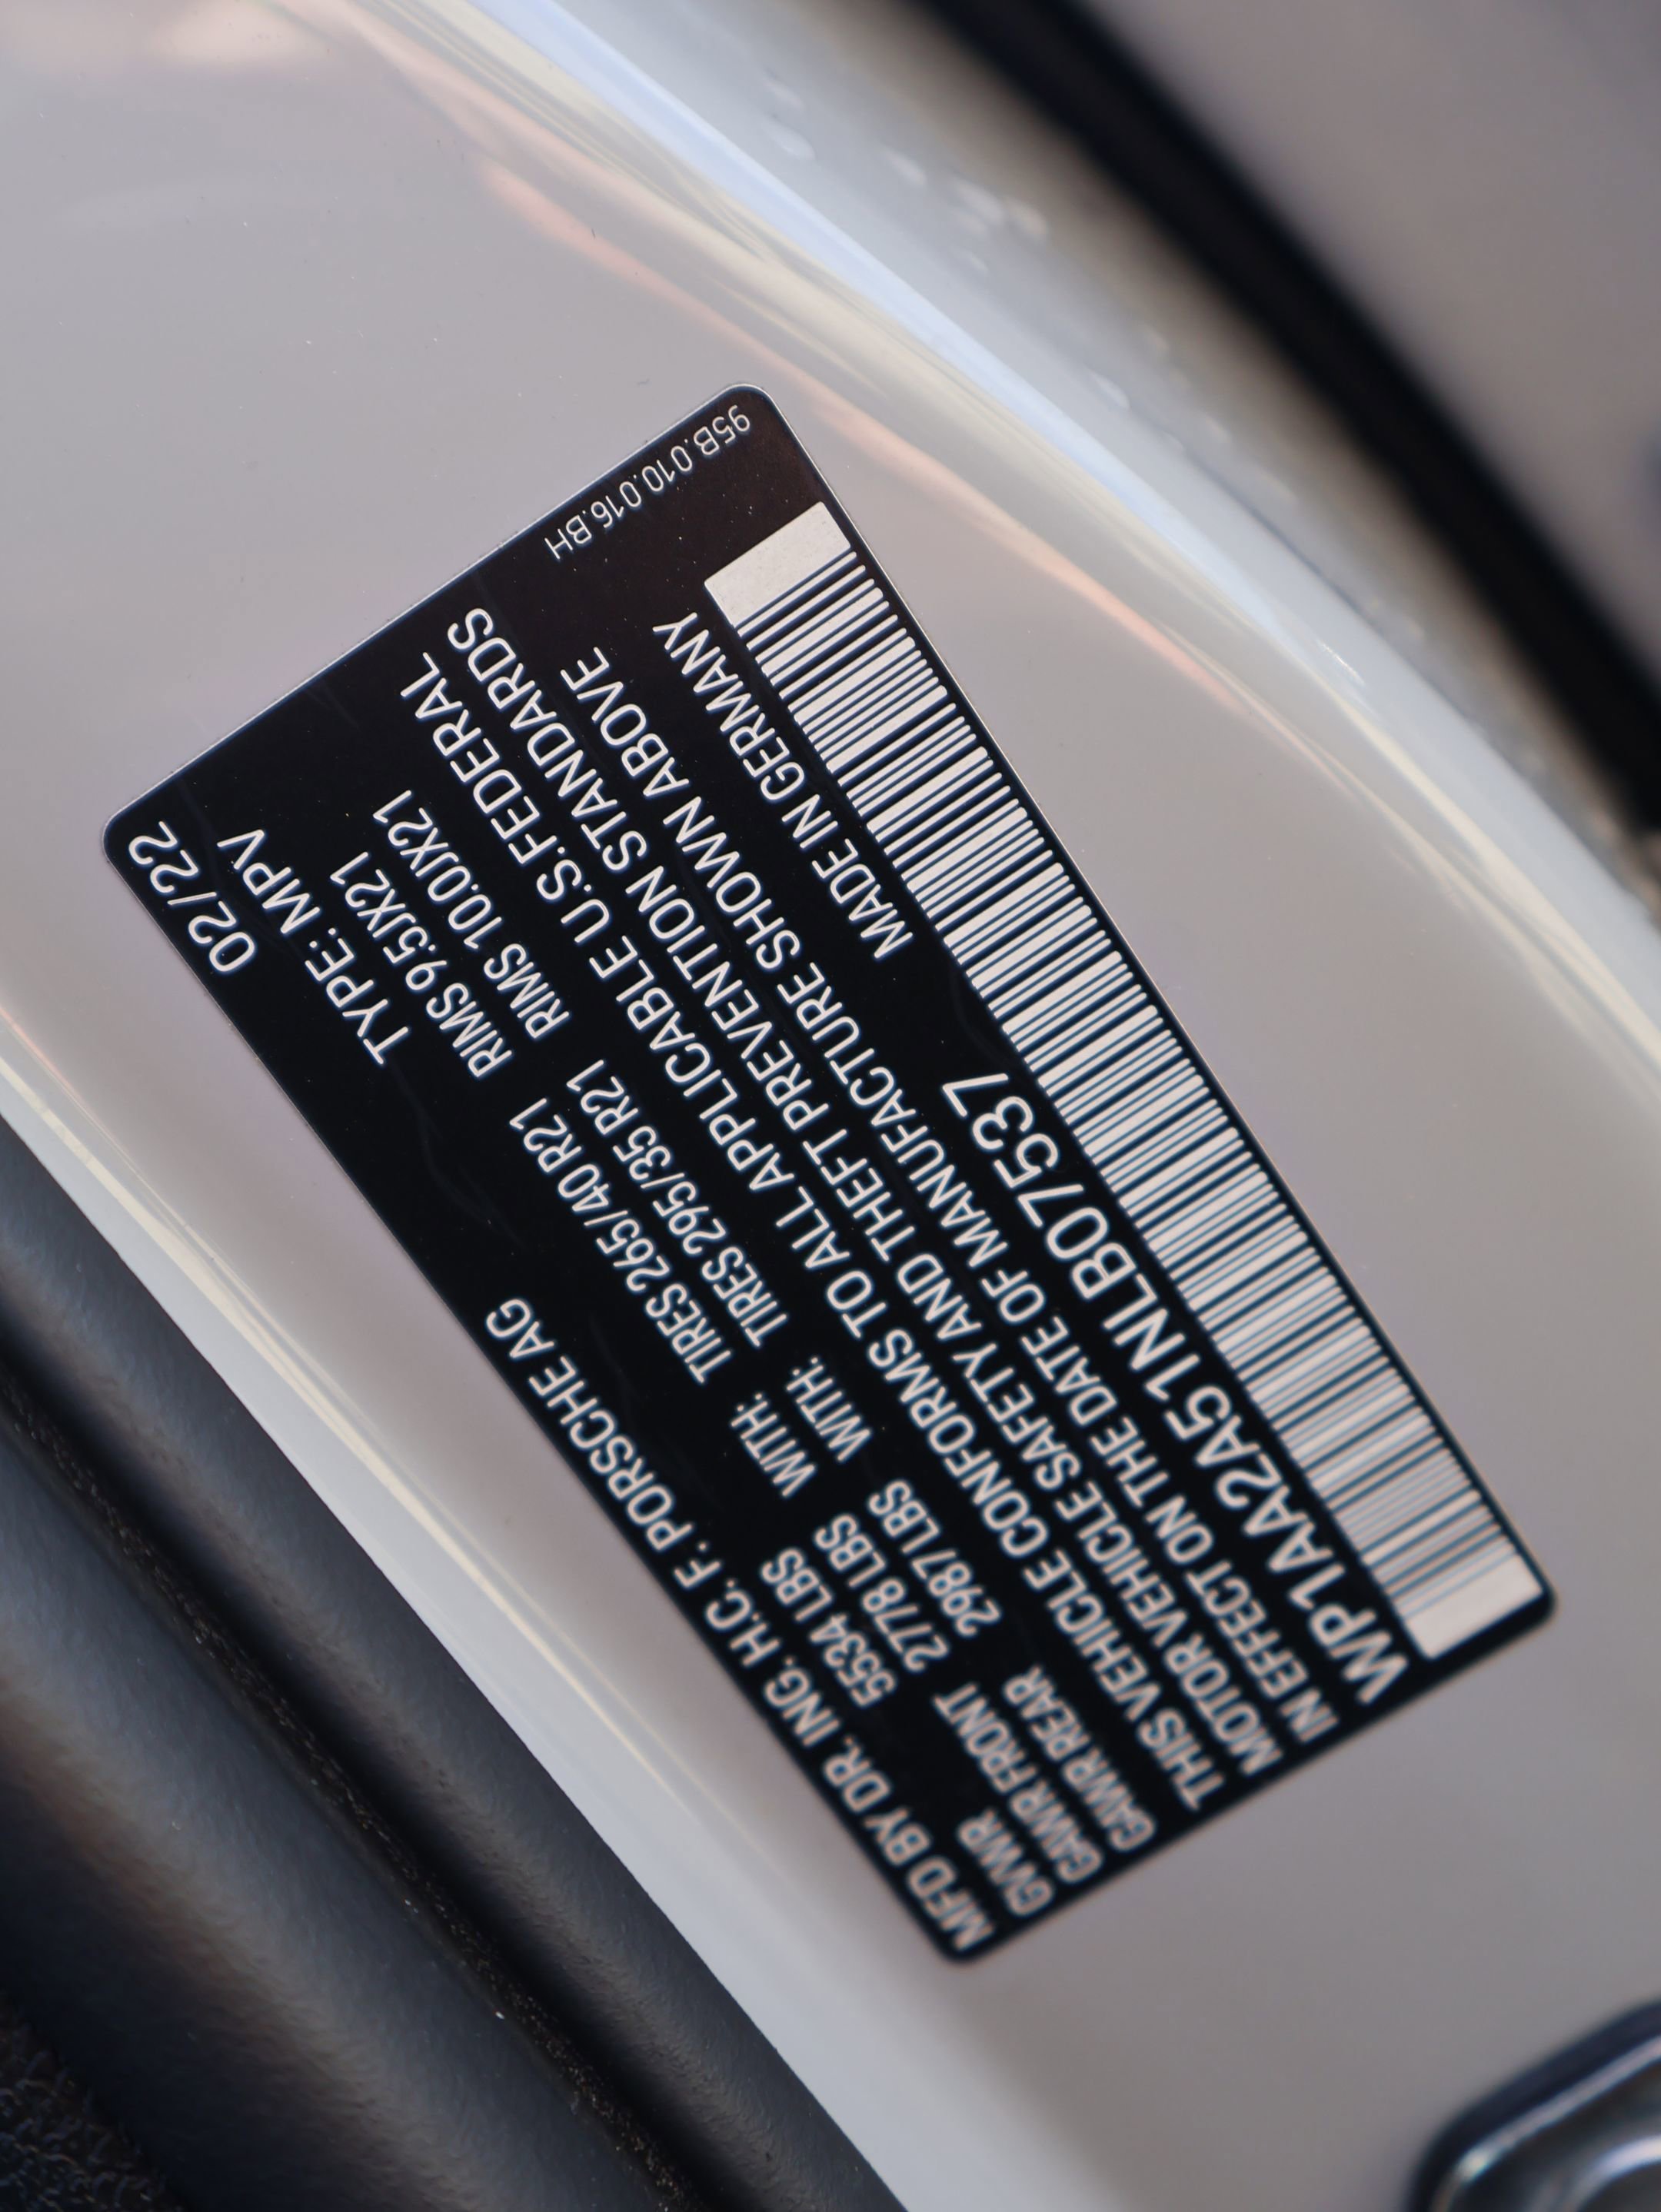 MFD BY DR. ING. H.C. F. PORSCHE AG 02/22
GVWR 5534 LBS TYPE: MPV
GAWR FRONT 2778 LBS WITH: TIRES 265/40 R21 RIMS 9.5JX21
GAWR REAR 2987 LBS WITH: TIRES 295/35 R21 RIMS 10.0JX21
THIS VEHICLE CONFORMS TO ALL APPLICABLE U.S.FEDERAL
MOTOR VEHICLE SAFETY AND THEFT PREVENTION STANDARDS
IN EFFECT ON THE DATE OF MANUFACTURE SHOWN ABOVE
WP1AA2A51NLB07537 MADE IN GERMANY
95B.010.016.BH